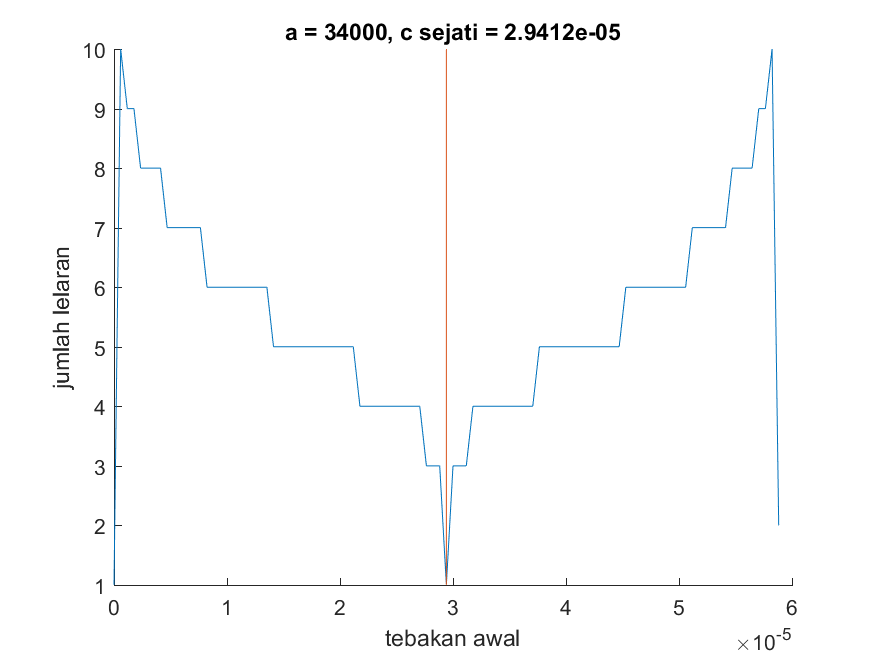 a = 34000, c sejati = 2.9412e-05
10
9
8
7
6
5
4
3
2
1
jumlah lelaran
0 1 2 3 4 5 6
tebakan awal
×10⁻⁵